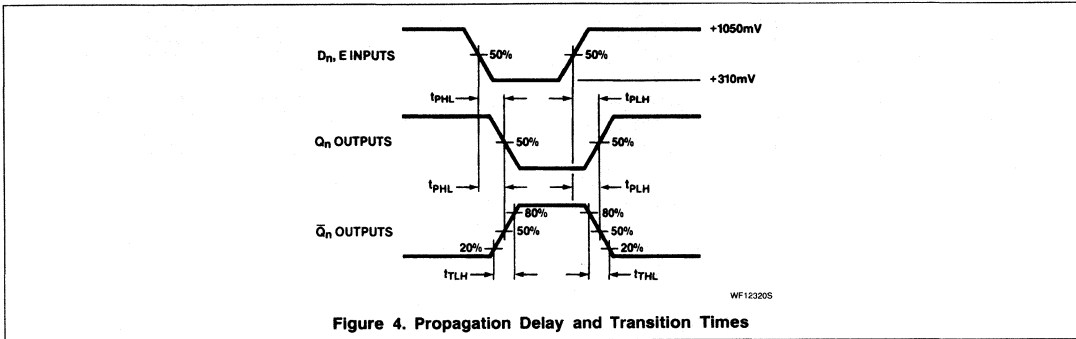 +1050mV
Dn, E INPUTS
50%
50%
+310mV
tPHL
tPLH
Qn OUTPUTS
50%
50%
tPHL
tPLH
80%
80%
Q̅n OUTPUTS
50%
50%
20%
20%
tTLH
tTHL
WF12320S
Figure 4. Propagation Delay and Transition Times